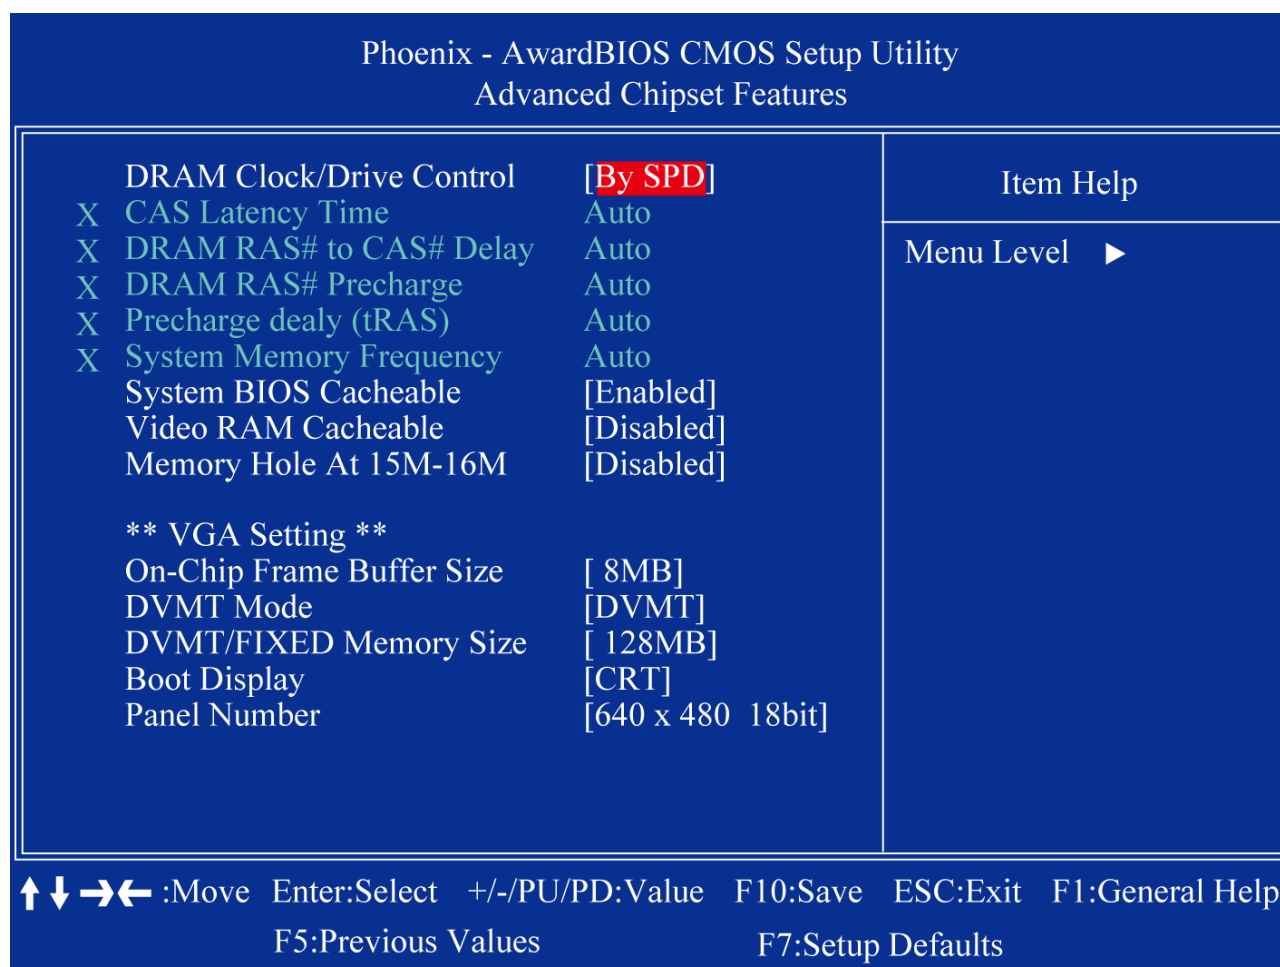 Phoenix - AwardBIOS CMOS Setup Utility
Advanced Chipset Features
DRAM Clock/Drive Control [By SPD]
X CAS Latency Time Auto
X DRAM RAS# to CAS# Delay Auto
X DRAM RAS# Precharge Auto
X Precharge dealy (tRAS) Auto
X System Memory Frequency Auto
System BIOS Cacheable [Enabled]
Video RAM Cacheable [Disabled]
Memory Hole At 15M-16M [Disabled]
** VGA Setting **
On-Chip Frame Buffer Size [ 8MB]
DVMT Mode [DVMT]
DVMT/FIXED Memory Size [ 128MB]
Boot Display [CRT]
Panel Number [640 x 480 18bit]
Item Help
Menu Level ▶
↑ ↓ → ← :Move Enter:Select +/-/PU/PD:Value F10:Save ESC:Exit F1:General Help
F5:Previous Values F7:Setup Defaults